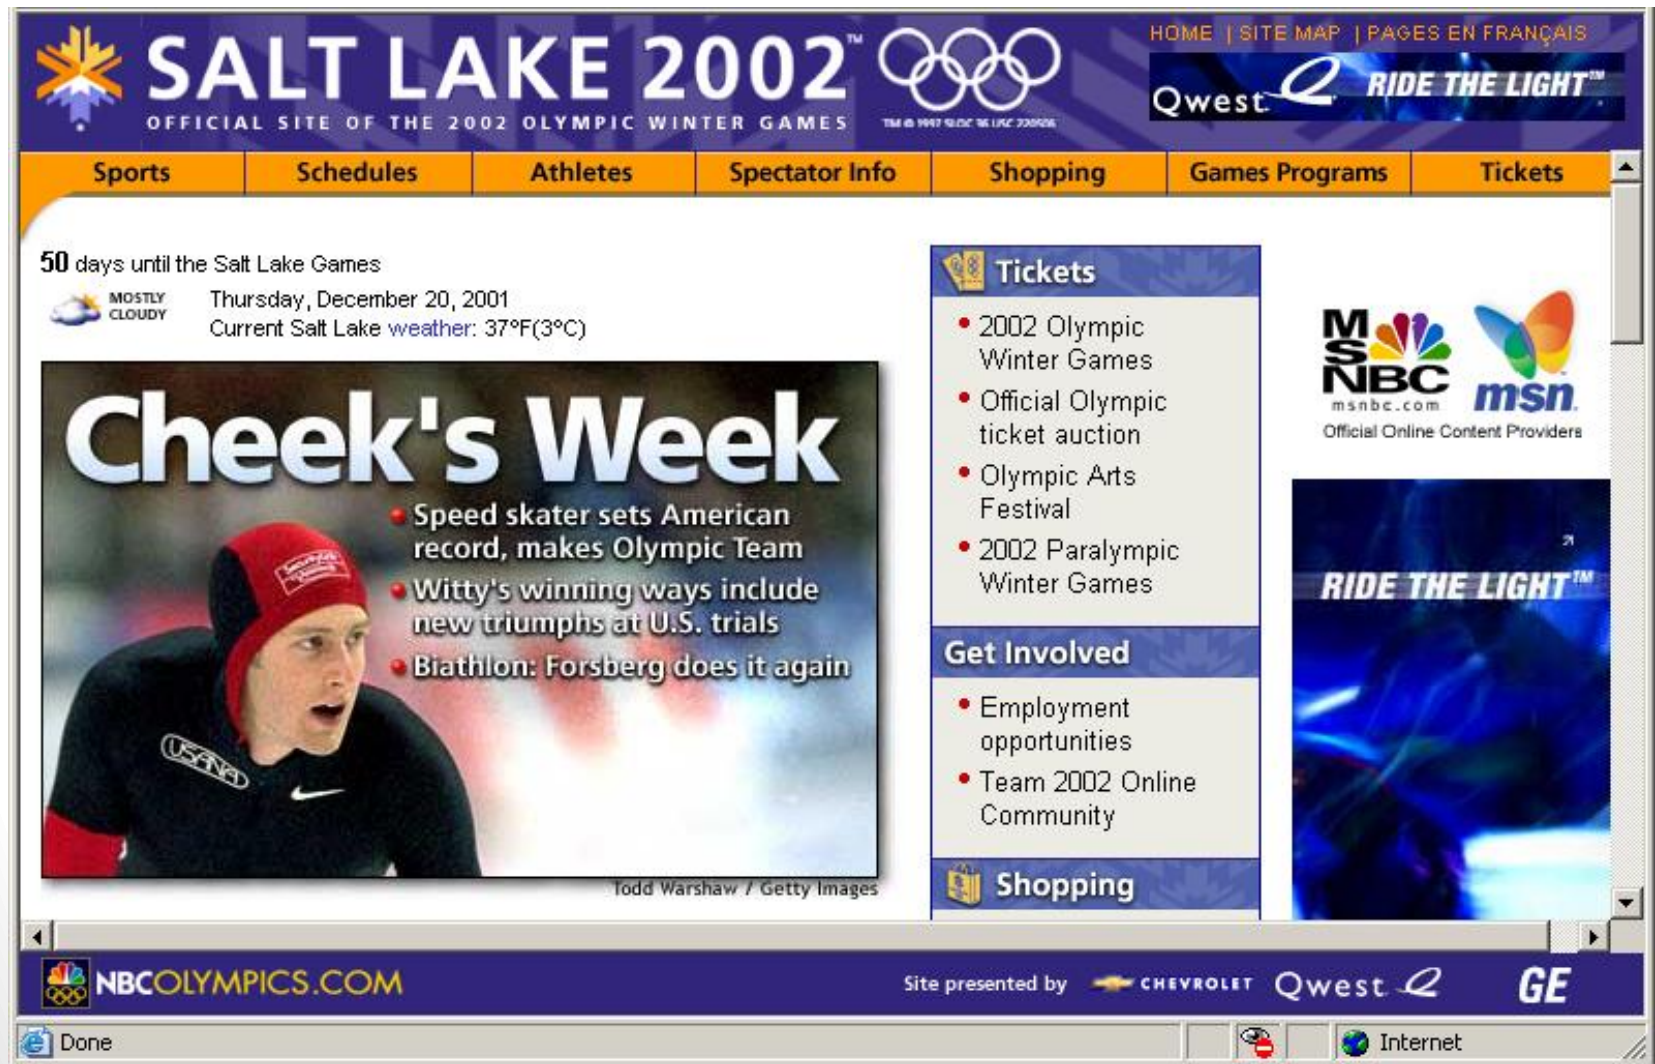 SALT LAKE 2002™
OFFICIAL SITE OF THE 2002 OLYMPIC WINTER GAMES
TM © 1997 SLOC 36 USC 220506
HOME | SITE MAP | PAGES EN FRANÇAIS
Qwest. RIDE THE LIGHT™
Sports Schedules Athletes Spectator Info Shopping Games Programs Tickets
50 days until the Salt Lake Games
MOSTLY
CLOUDY
Thursday, December 20, 2001
Current Salt Lake weather: 37°F(3°C)
Cheek's Week
Speed skater sets American
record, makes Olympic Team
Witty's winning ways include
new triumphs at U.S. trials
Biathlon: Forsberg does it again
USANA
Todd Warshaw / Getty Images
Tickets
2002 Olympic
Winter Games
Official Olympic
ticket auction
Olympic Arts
Festival
2002 Paralympic
Winter Games
Get Involved
Employment
opportunities
Team 2002 Online
Community
Shopping
MSNBC
msnbc.com
msn.
Official Online Content Providers
RIDE THE LIGHT™
NBCOLYMPICS.COM
Site presented by CHEVROLET Qwest. GE
Done
Internet